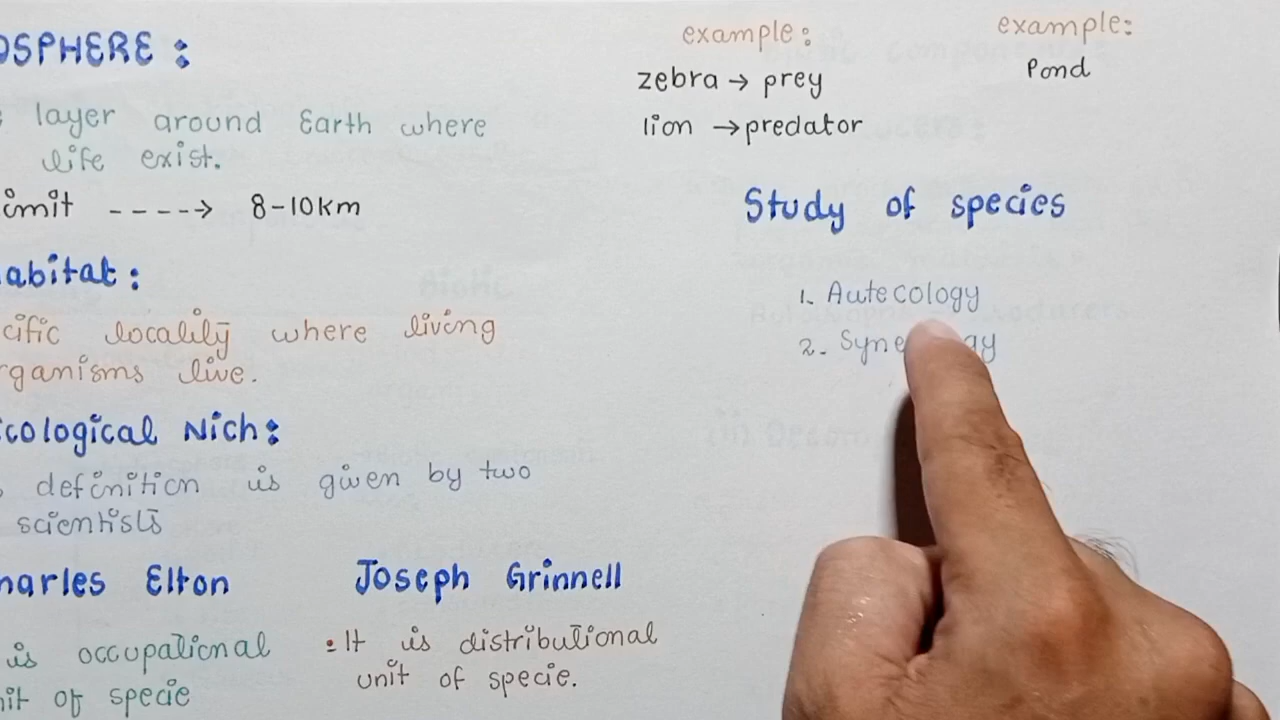 OSPHERE:
layer around Earth where
life exist.
imit ----→ 8-10km
abitat:
cific locality where living
rganisms live.
cological Nich:
definition is given by two
scientists
harles Elton
is occupational
nit of specie
Joseph Grinnell
:It is distributional
unit of specie.
example:
zebra → prey
lion → predator
example:
Pond
Study of species
1. Autecology
2. Syne gy